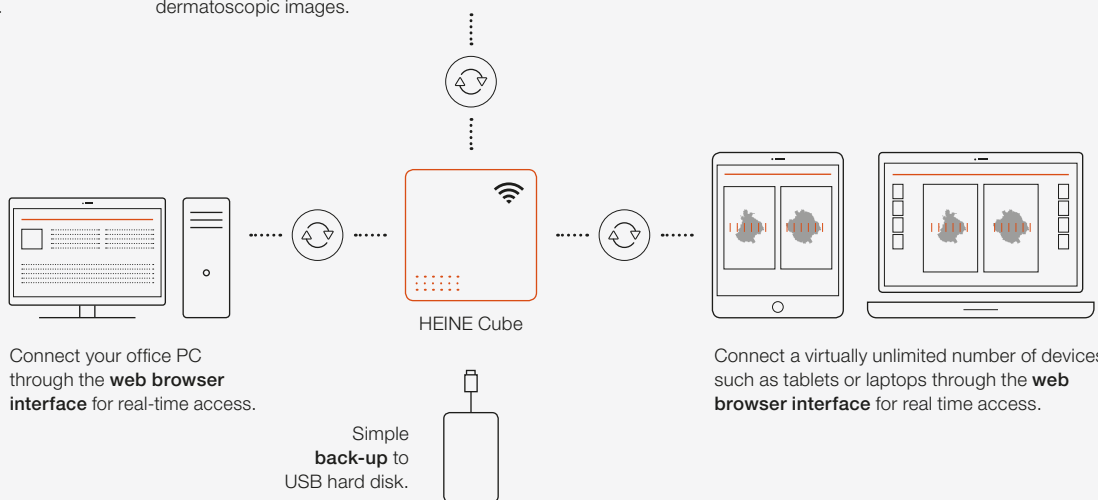 .
dermatoscopic images.
HEINE Cube
Connect your office PC
through the web browser
interface for real-time access.
Connect a virtually unlimited number of devices
such as tablets or laptops through the web
browser interface for real time access.
Simple
back-up to
USB hard disk.